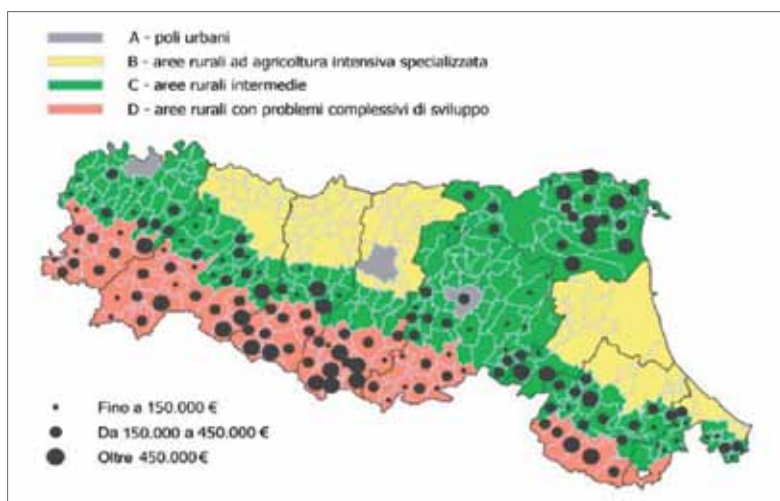 A - poli urbani
B - aree rurali ad agricoltura intensiva specializzata
C - aree rurali intermedie
D - aree rurali con problemi complessivi di sviluppo
Fino a 150.000 €
Da 150.000 a 450.000 €
Oltre 450.000 €